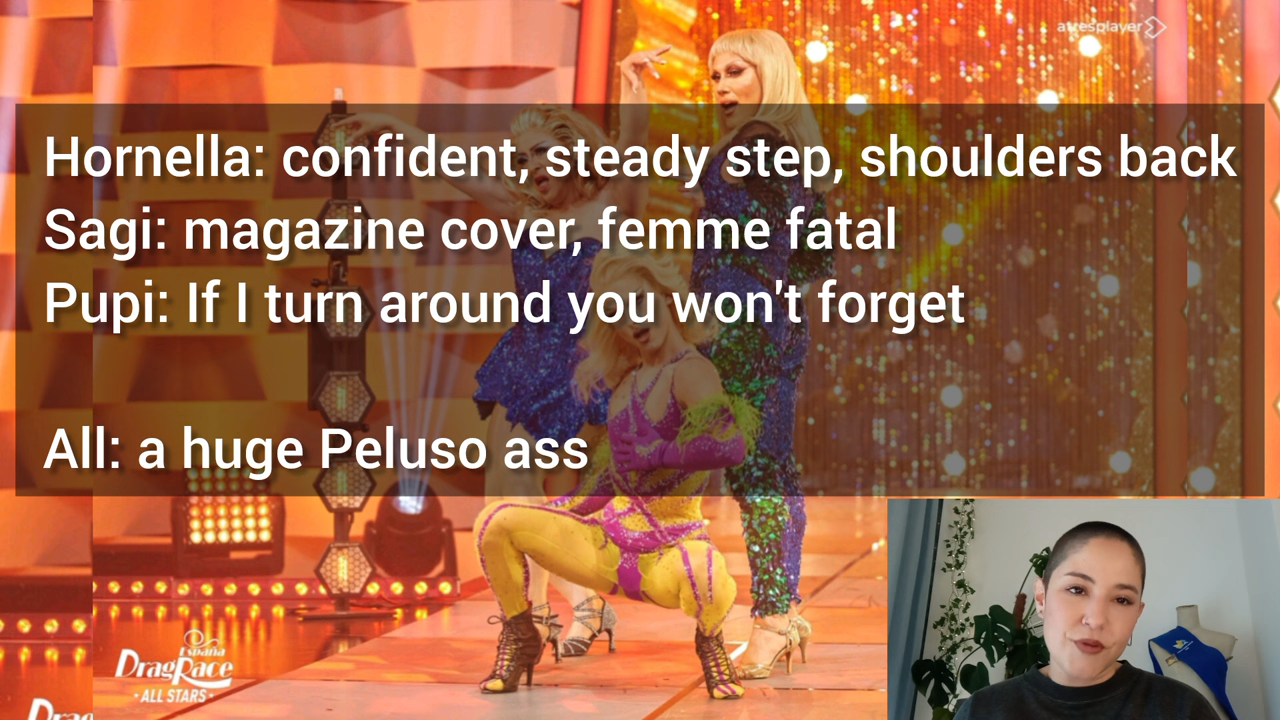 atresplayer
Hornella: confident, steady step, shoulders back
Sagi: magazine cover, femme fatal
Pupi: If I turn around you won't forget
All: a huge Peluso ass
España
DragRace
· ALL STARS ·
Drag